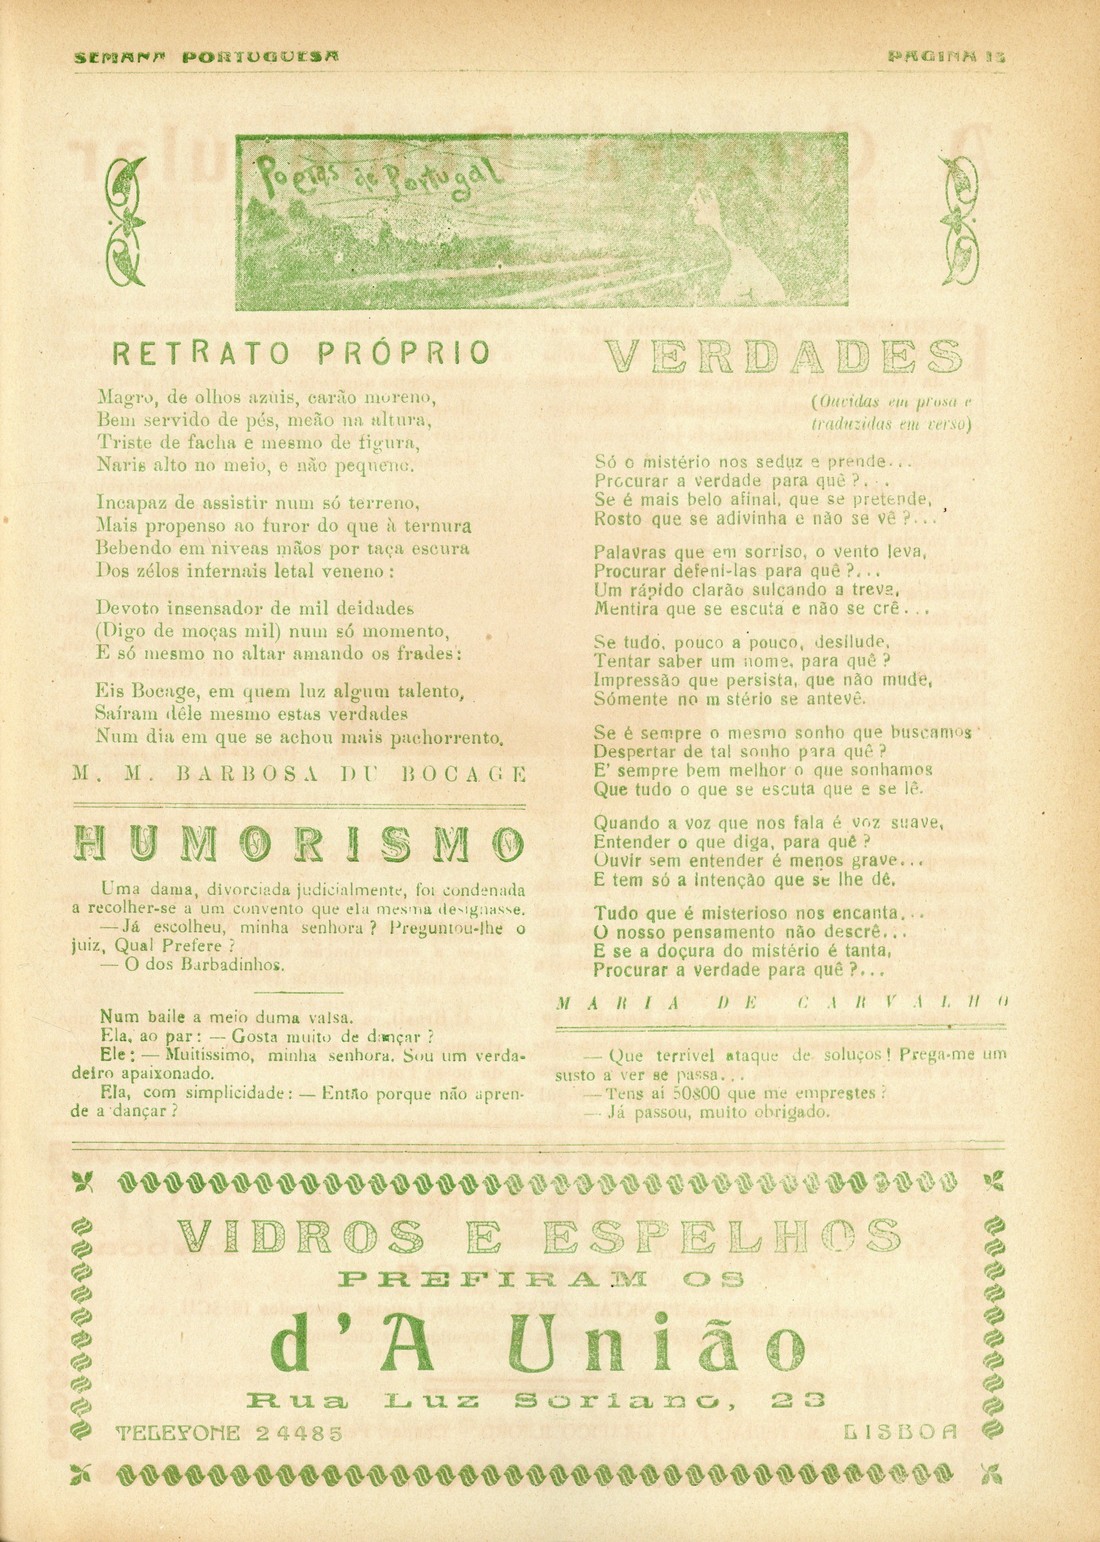 SEMANA PORTUGUESA
PAGINA 13
Poetas de Portugal
RETRATO PRÓPRIO
Magro, de olhos azuis, carão moreno,
Bem servido de pés, meão na altura,
Triste de facha e mesmo de figura,
Naris alto no meio, e não pequeno.
Incapaz de assistir num só terreno,
Mais propenso ao furor do que à ternura
Bebendo em niveas mãos por taça escura
Dos zélos infernais letal veneno:
Devoto insensador de mil deidades
(Digo de moças mil) num só momento,
E só mesmo no altar amando os frades:
Eis Bocage, em quem luz algum talento,
Saíram dêle mesmo estas verdades
Num dia em que se achou mais pachorrento.
M. M. BARBOSA DU BOCAGE
HUMORISMO
Uma dama, divorciada judicialmente, foi condenada
a recolher-se a um convento que ela mesma designasse.
—Já escolheu, minha senhora? Preguntou-lhe o
juiz, Qual Prefere?
— O dos Barbadinhos.
Num baile a meio duma valsa.
Ela, ao par: — Gosta muito de dançar?
Ele: — Muitissimo, minha senhora. Sou um verda-
deiro apaixonado.
Ela, com simplicidade: — Então porque não apren-
de a dançar?
VERDADES
(Ouvidas em prosa e
traduzidas em verso)
Só o mistério nos seduz e prende...
Procurar a verdade para quê?...
Se é mais belo afinal, que se pretende,
Rosto que se adivinha e não se vê?...
Palavras que em sorriso, o vento leva,
Procurar defeni-las para quê?...
Um rápido clarão sulcando a treva,
Mentira que se escuta e não se crê...
Se tudo, pouco a pouco, desilude,
Tentar saber um nome, para quê?
Impressão que persista, que não mude,
Sómente no m stério se antevê.
Se é sempre o mesmo sonho que buscamos
Despertar de tal sonho para quê?
E' sempre bem melhor o que sonhamos
Que tudo o que se escuta que e se lê.
Quando a voz que nos fala é voz suave,
Entender o que diga, para quê?
Ouvir sem entender é menos grave...
E tem só a intenção que se lhe dê.
Tudo que é misterioso nos encanta...
O nosso pensamento não descrê...
E se a doçura do mistério é tanta,
Procurar a verdade para quê?...
MARIA DE CARVALHO
— Que terrivel ataque de soluços! Prega-me um
susto a ver se passa...
—Tens ai 50$00 que me emprestes?
— Já passou, muito obrigado.
VIDROS E ESPELHOS
PREFIRAM OS
d'A União
Rua Luz Soriano, 23
TELEFONE 24485
LISBOA